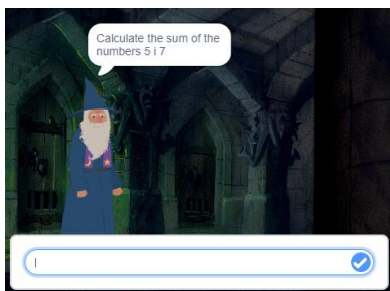 Calculate the sum of the
numbers 5 i 7